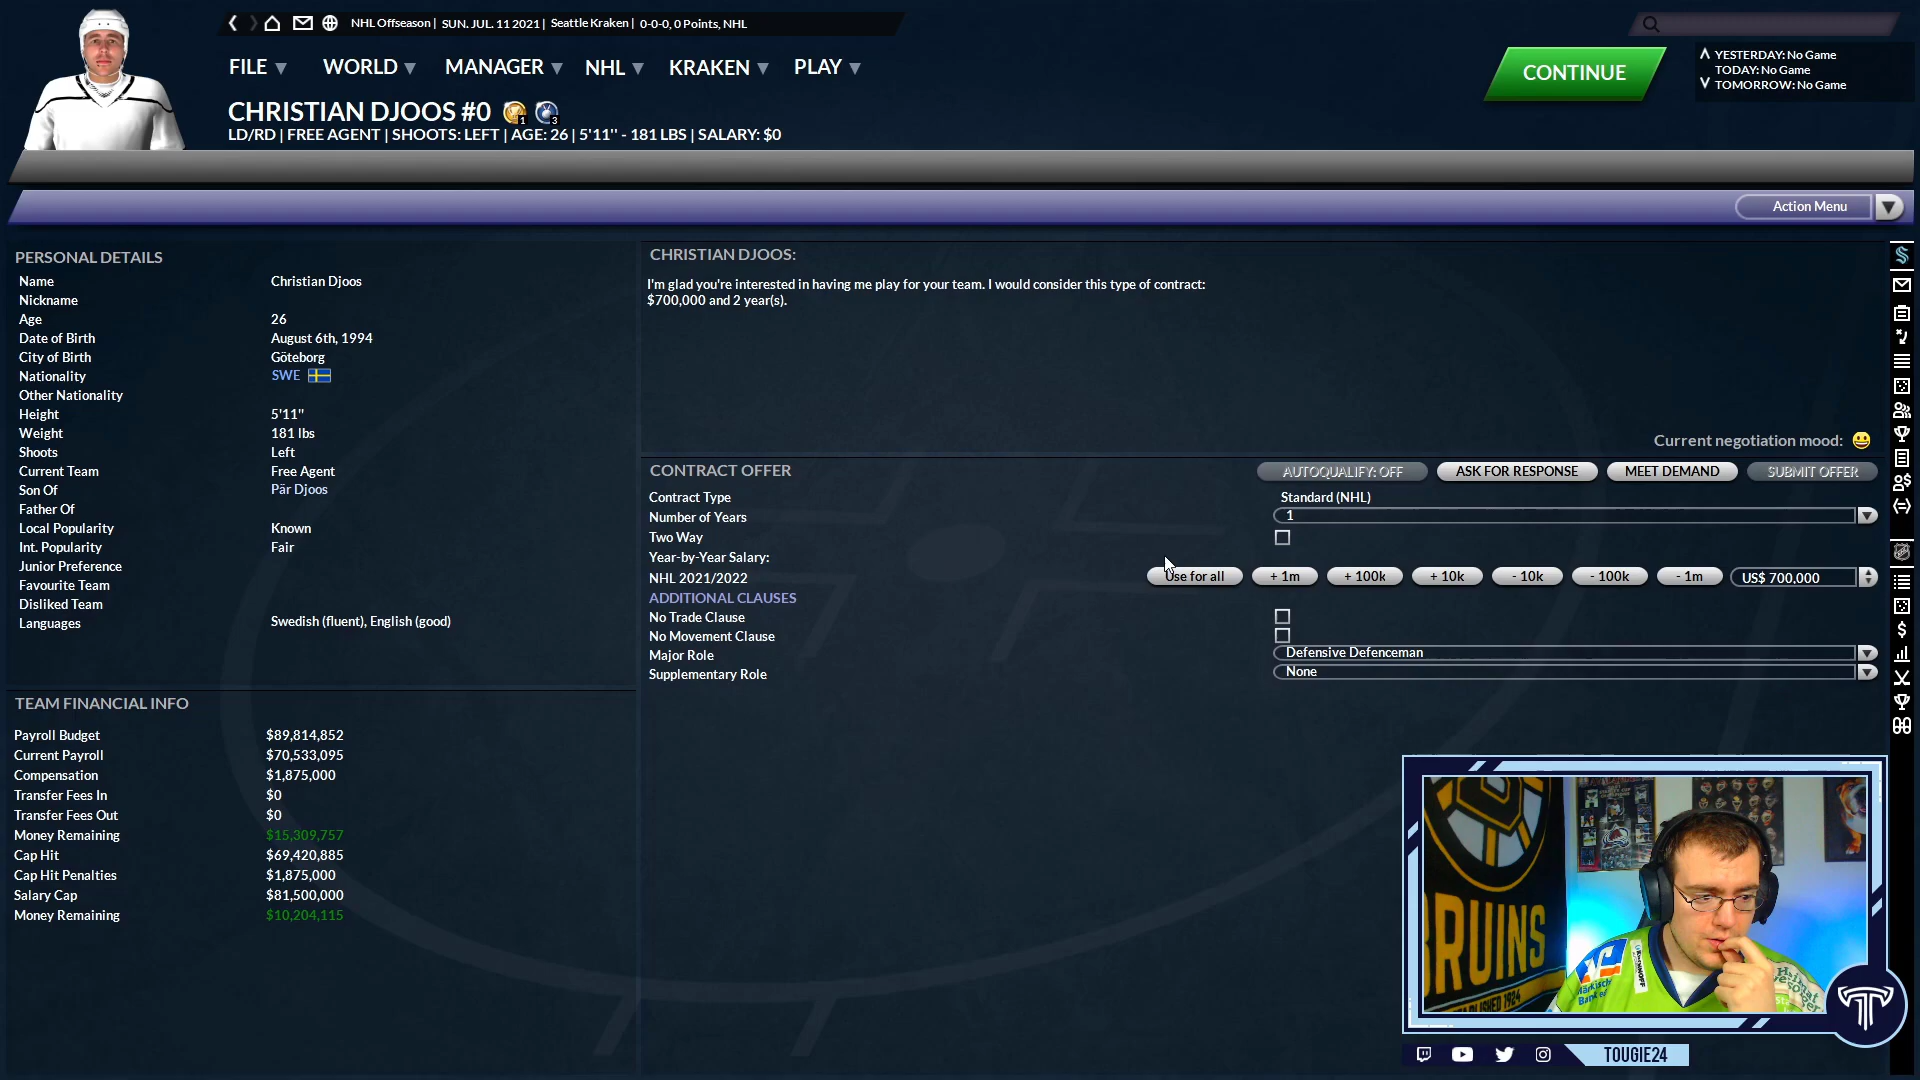 NHL Offseason | SUN. JUL. 11 2021 | Seattle Kraken | 0-0-0, 0 Points, NHL
FILE WORLD MANAGER NHL KRAKEN PLAY
CONTINUE
YESTERDAY: No Game
TODAY: No Game
TOMORROW: No Game
CHRISTIAN DJOOS #0
1 3
LD/RD | FREE AGENT | SHOOTS: LEFT | AGE: 26 | 5'11" - 181 LBS | SALARY: $0
Action Menu
PERSONAL DETAILS
Name Christian Djoos
Nickname
Age 26
Date of Birth August 6th, 1994
City of Birth Göteborg
Nationality SWE
Other Nationality
Height 5'11"
Weight 181 lbs
Shoots Left
Current Team Free Agent
Son Of Pär Djoos
Father Of
Local Popularity Known
Int. Popularity Fair
Junior Preference
Favourite Team
Disliked Team
Languages Swedish (fluent), English (good)
TEAM FINANCIAL INFO
Payroll Budget $89,814,852
Current Payroll $70,533,095
Compensation $1,875,000
Transfer Fees In $0
Transfer Fees Out $0
Money Remaining $15,309,757
Cap Hit $69,420,885
Cap Hit Penalties $1,875,000
Salary Cap $81,500,000
Money Remaining $10,204,115
CHRISTIAN DJOOS:
I'm glad you're interested in having me play for your team. I would consider this type of contract:
$700,000 and 2 year(s).
Current negotiation mood:
CONTRACT OFFER
AUTOQUALIFY: OFF ASK FOR RESPONSE MEET DEMAND SUBMIT OFFER
Contract Type Standard (NHL)
Number of Years 1
Two Way
Year-by-Year Salary:
NHL 2021/2022 Use for all + 1m + 100k + 10k - 10k - 100k - 1m US$ 700,000
ADDITIONAL CLAUSES
No Trade Clause
No Movement Clause
Major Role Defensive Defenceman
Supplementary Role None
BRUINS
TOUGIE24